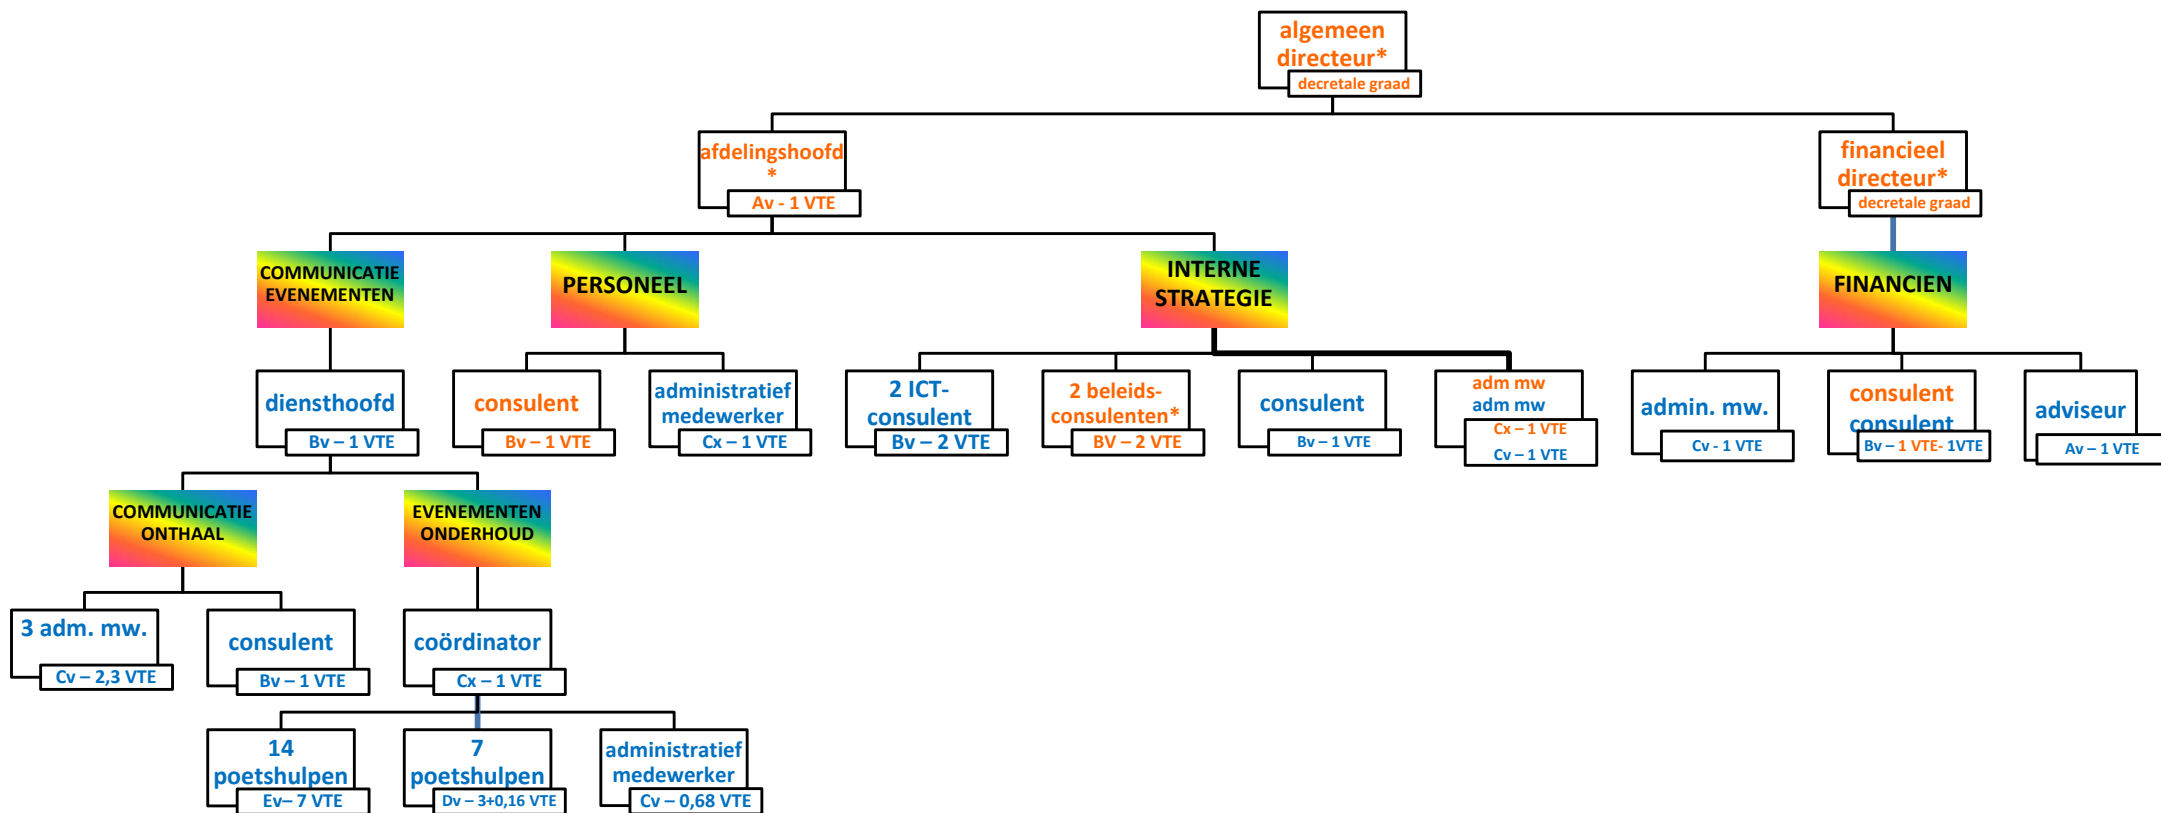 algemeen
directeur*
decretale graad
afdelingshoofd
*
Av - 1 VTE
financieel
directeur*
decretale graad
COMMUNICATIE
EVENEMENTEN
PERSONEEL
INTERNE
STRATEGIE
FINANCIEN
diensthoofd
Bv – 1 VTE
consulent
Bv – 1 VTE
administratief
medewerker
Cx – 1 VTE
2 ICT-
consulent
Bv – 2 VTE
2 beleids-
consulenten*
BV – 2 VTE
consulent
Bv – 1 VTE
adm mw
adm mw
Cx – 1 VTE
Cv – 1 VTE
admin. mw.
Cv - 1 VTE
consulent
consulent
Bv – 1 VTE- 1VTE
adviseur
Av – 1 VTE
COMMUNICATIE
ONTHAAL
EVENEMENTEN
ONDERHOUD
3 adm. mw.
Cv – 2,3 VTE
consulent
Bv – 1 VTE
coördinator
Cx – 1 VTE
14
poetshulpen
Ev– 7 VTE
7
poetshulpen
Dv – 3+0,16 VTE
administratief
medewerker
Cv – 0,68 VTE